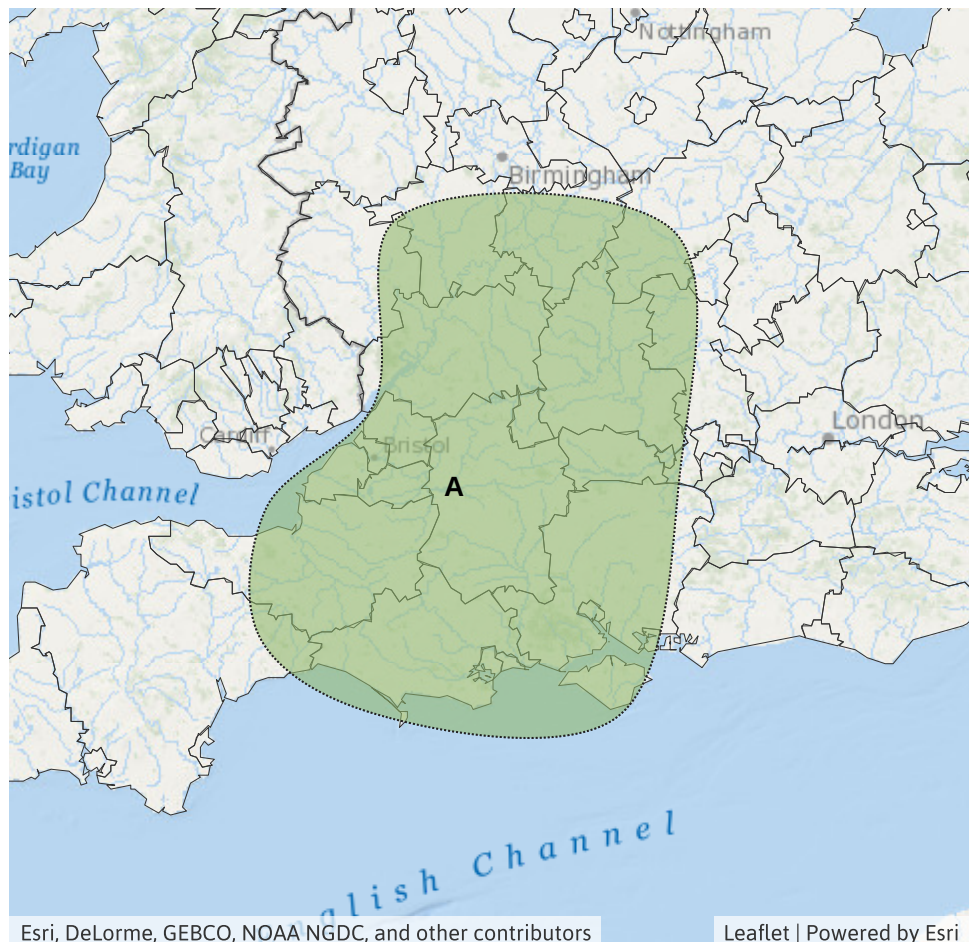 Nottingham
rdigan
Bay
Birmingham
London
Cardiff
Bristol
A
istol Channel
nglish Channel
Esri, DeLorme, GEBCO, NOAA NGDC, and other contributors
Leaflet | Powered by Esri